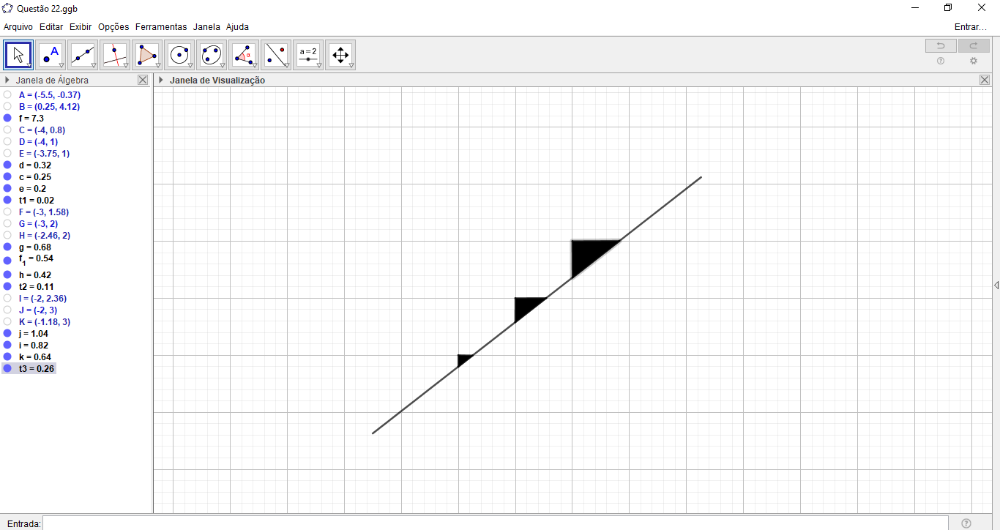 Questão 22.ggb
Arquivo Editar Exibir Opções Ferramentas Janela Ajuda Entrar...
A α a=2
Janela de Álgebra Janela de Visualização
A = (-5.5, -0.37)
B = (0.25, 4.12)
f = 7.3
C = (-4, 0.8)
D = (-4, 1)
E = (-3.75, 1)
d = 0.32
c = 0.25
e = 0.2
t1 = 0.02
F = (-3, 1.58)
G = (-3, 2)
H = (-2.46, 2)
g = 0.68
f1 = 0.54
h = 0.42
t2 = 0.11
I = (-2, 2.36)
J = (-2, 3)
K = (-1.18, 3)
j = 1.04
i = 0.82
k = 0.64
t3 = 0.26
Entrada: